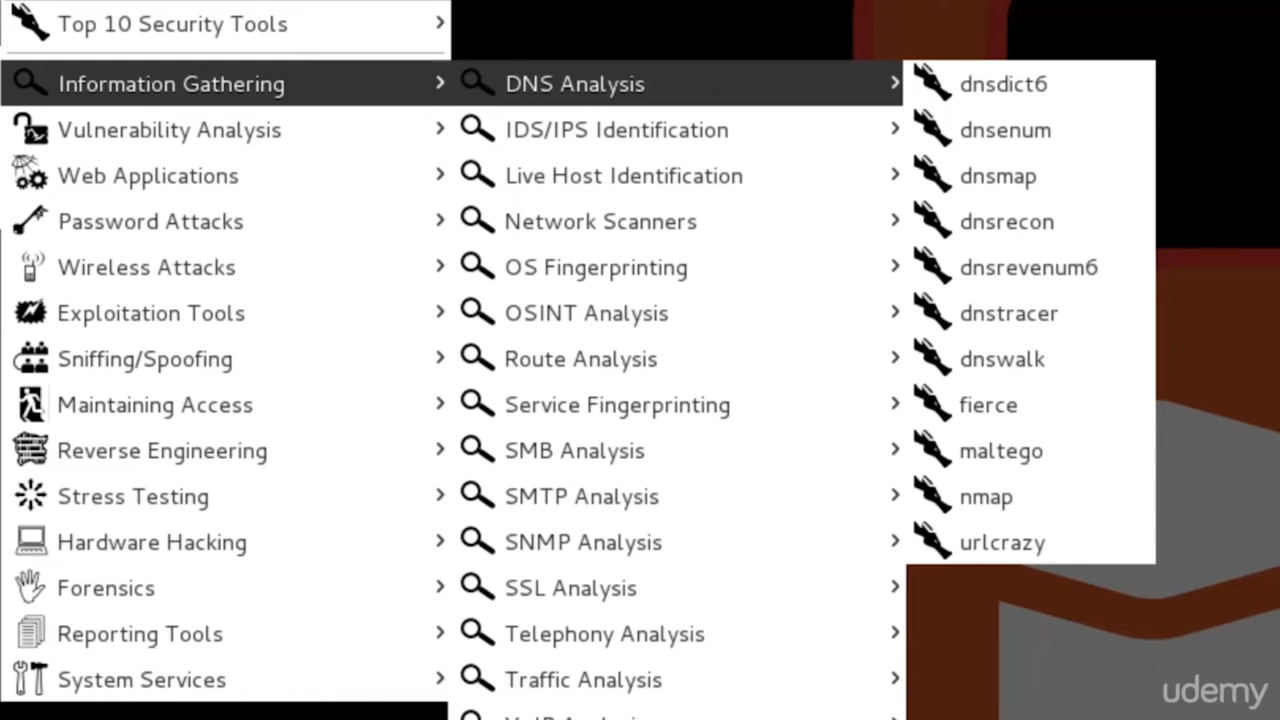 Top 10 Security Tools
Information Gathering
Vulnerability Analysis
Web Applications
Password Attacks
Wireless Attacks
Exploitation Tools
Sniffing/Spoofing
Maintaining Access
Reverse Engineering
Stress Testing
Hardware Hacking
Forensics
Reporting Tools
System Services
DNS Analysis
IDS/IPS Identification
Live Host Identification
Network Scanners
OS Fingerprinting
OSINT Analysis
Route Analysis
Service Fingerprinting
SMB Analysis
SMTP Analysis
SNMP Analysis
SSL Analysis
Telephony Analysis
Traffic Analysis
dnsdict6
dnsenum
dnsmap
dnsrecon
dnsrevenum6
dnstracer
dnswalk
fierce
maltego
nmap
urlcrazy
udemy